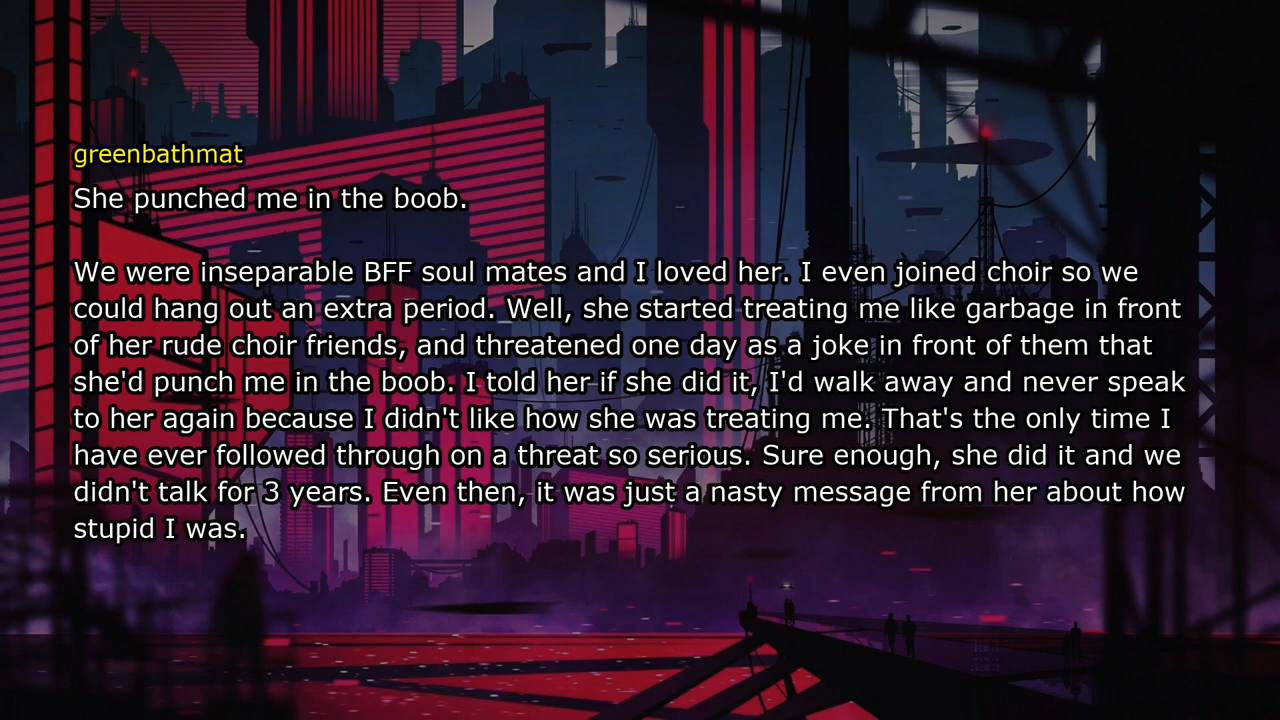 greenbathmat
She punched me in the boob.
We were inseparable BFF soul mates and I loved her. I even joined choir so we
could hang out an extra period. Well, she started treating me like garbage in front
of her rude choir friends, and threatened one day as a joke in front of them that
she'd punch me in the boob. I told her if she did it, I'd walk away and never speak
to her again because I didn't like how she was treating me. That's the only time I
have ever followed through on a threat so serious. Sure enough, she did it and we
didn't talk for 3 years. Even then, it was just a nasty message from her about how
stupid I was.